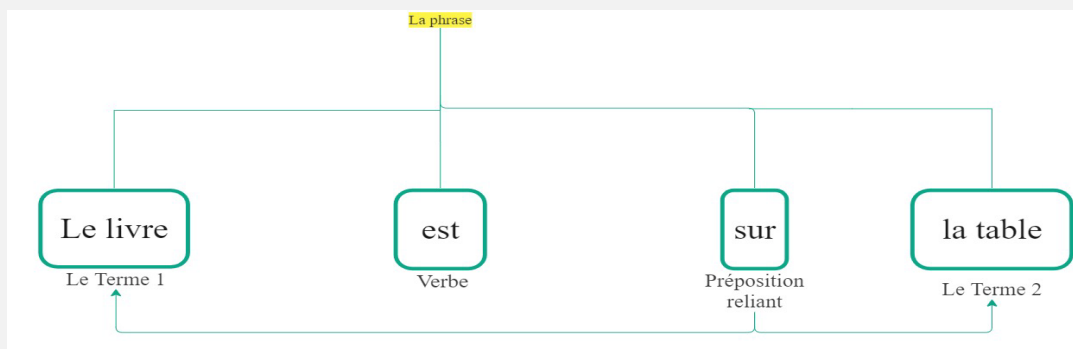 La phrase
Le livre
est
sur
la table
Le Terme 1
Verbe
Préposition
reliant
Le Terme 2